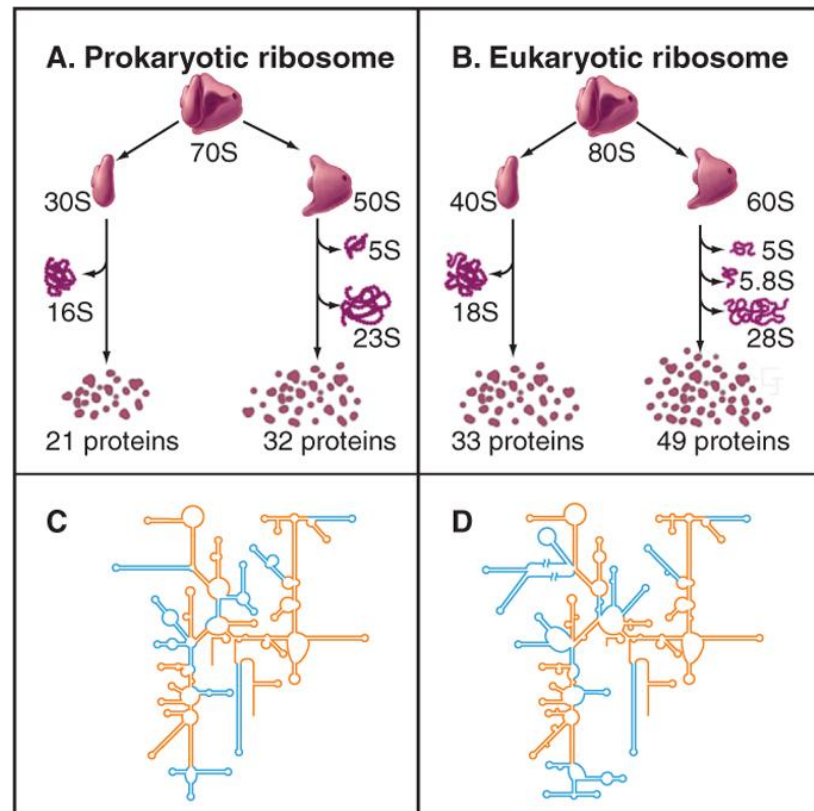 A. Prokaryotic ribosome
70S
30S
50S
5S
16S
23S
21 proteins
32 proteins
B. Eukaryotic ribosome
80S
40S
60S
5S
5.8S
18S
28S
33 proteins
49 proteins
C
D